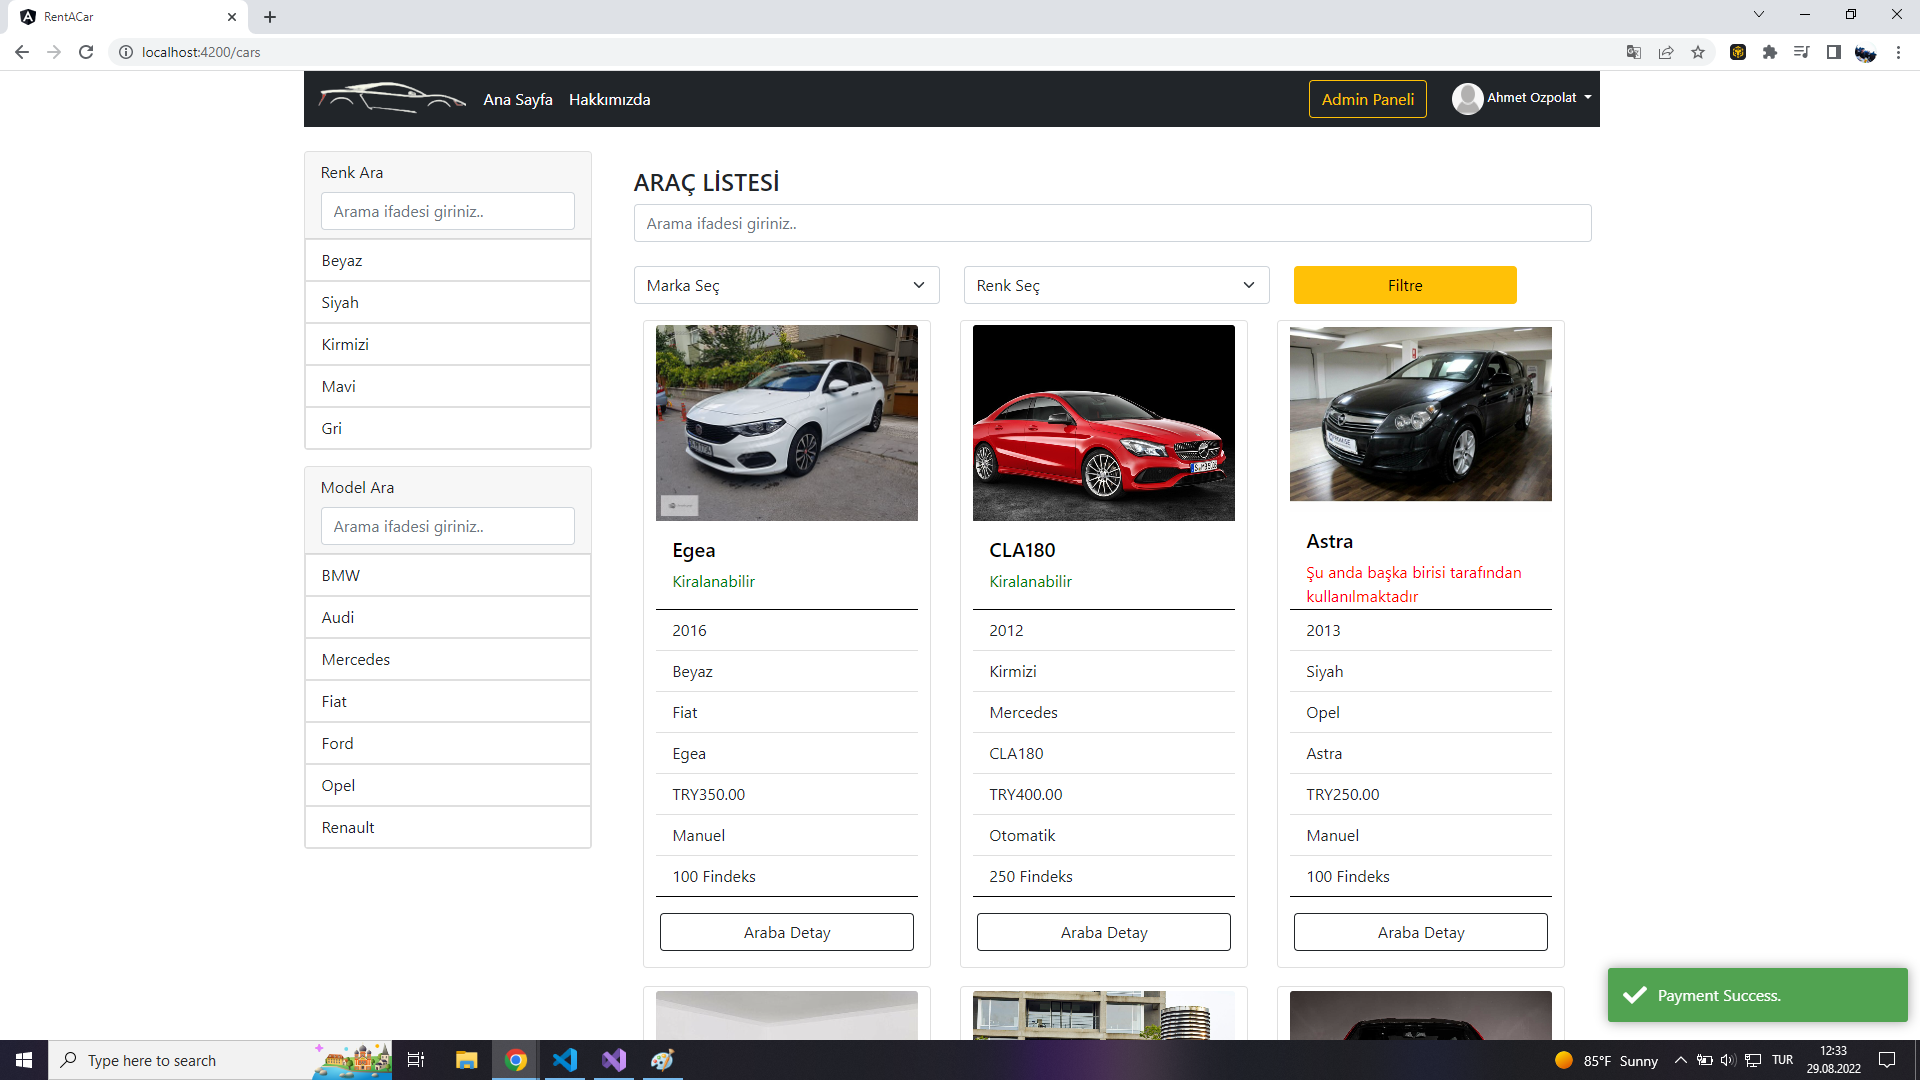 RentACar
localhost:4200/cars
Ana Sayfa
Hakkımızda
Admin Paneli
Ahmet Ozpolat
Renk Ara
Arama ifadesi giriniz..
Beyaz
Siyah
Kirmizi
Mavi
Gri
Model Ara
Arama ifadesi giriniz..
BMW
Audi
Mercedes
Fiat
Ford
Opel
Renault
ARAÇ LİSTESİ
Arama ifadesi giriniz..
Marka Seç
Renk Seç
Filtre
Egea
Kiralanabilir
2016
Beyaz
Fiat
Egea
TRY350.00
Manuel
100 Findeks
Araba Detay
CLA180
Kiralanabilir
2012
Kirmizi
Mercedes
CLA180
TRY400.00
Otomatik
250 Findeks
Araba Detay
Astra
Şu anda başka birisi tarafından
kullanılmaktadır
2013
Siyah
Opel
Astra
TRY250.00
Manuel
100 Findeks
Araba Detay
Payment Success.
Type here to search
85°F Sunny
TUR
12:33
29.08.2022